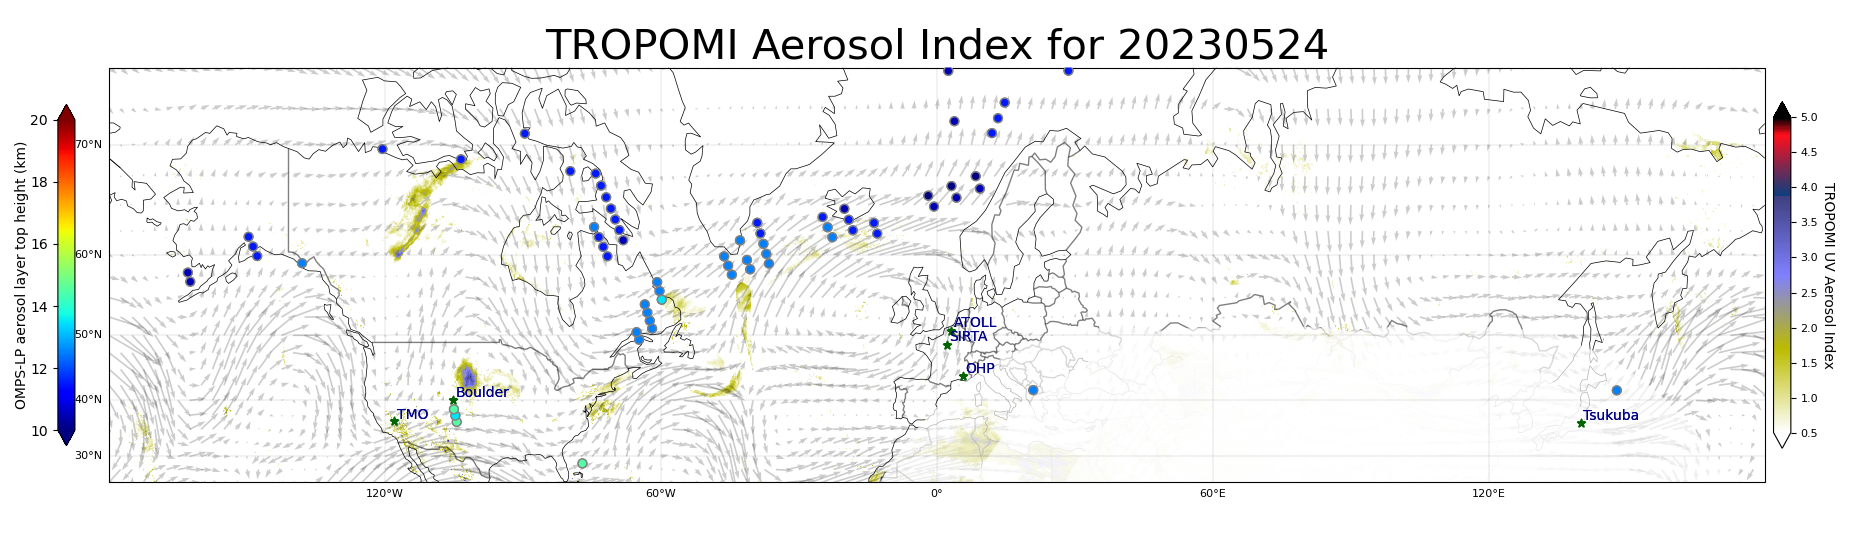 TROPOMI Aerosol Index for 20230524
OMPS-LP aerosol layer top height (km)
20
18
16
14
12
10
70°N
60°N
50°N
40°N
30°N
120°W
60°W
0°
60°E
120°E
ATOLL
SIRTA
OHP
Boulder
TMO
Tsukuba
5.0
4.5
4.0
3.5
3.0
2.5
2.0
1.5
1.0
0.5
TROPOMI UV Aerosol Index